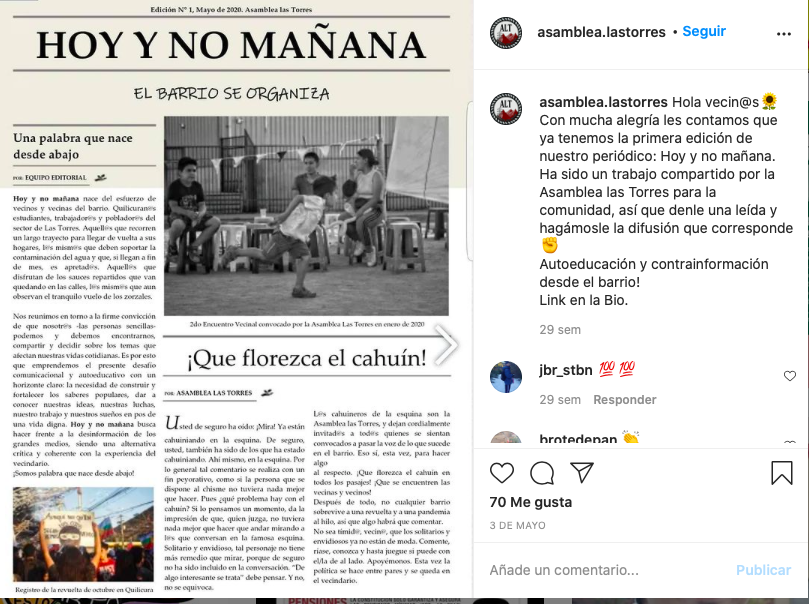 Edición Nº 1, Mayo de 2020. Asamblea las Torres
HOY Y NO MAÑANA
EL BARRIO SE ORGANIZA
Una palabra que nace
desde abajo
POR: EQUIPO EDITORIAL
Hoy y no mañana nace del esfuerzo de
vecinos y vecinas del barrio. Quilicuran@s
estudiantes, trabajador@s y poblador@s del
sector de Las Torres. Aquell@s que recorren
un largo trayecto para llegar de vuelta a sus
hogares, l@s mism@s que deben soportar la
contaminación del agua y que, si llegan a fin
de mes, es apretad@s. Aquell@s que
disfrutan de los sauces repartidos que van
quedando en las calles, l@s mism@s que aun
observan el tranquilo vuelo de los zorzales.
Nos reunimos en torno a la firme convicción
de que nosotr@s -las personas sencillas-
podemos y debemos encontrarnos,
compartir y decidir sobre los temas que
afectan nuestras vidas cotidianas. Es por esto
que emprendemos el presente desafío
comunicacional y autoeducativo con un
horizonte claro: la necesidad de construir y
fortalecer los saberes populares, dar a
conocer nuestras ideas, nuestras luchas,
nuestro trabajo y nuestros sueños en pos de
una vida digna. Hoy y no mañana busca
hacer frente a la desinformación de los
grandes medios, siendo una alternativa
crítica y coherente con la experiencia del
vecindario.
¡Somos palabra que nace desde abajo!
Registro de la revuelta de octubre en Quilicura
2do Encuentro Vecinal convocado por la Asamblea Las Torres en enero de 2020
¡Que florezca el cahuín!
POR: ASAMBLEA LAS TORRES
Usted de seguro ha oído: ¡Mira! Ya están
cahuiniando en la esquina. De seguro,
usted, también ha sido de los que ha estado
cahuineando. Ahí mismo, en la esquina. Por
lo general tal comentario se realiza con un
fin peyorativo, como si la persona que se
dispone al chisme no tuviera nada mejor
que hacer. Pues ¿qué problema hay con el
cahuín? Si lo pensamos un momento, da la
impresión de que, quien juzga, no tuviera
nada mejor que hacer que andar mirando a
l@s que conversan en la famosa esquina.
Solitario y envidioso, tal personaje no tiene
más remedio que mirar, porque de seguro
no ha sido incluido en la conversación. “De
algo interesante se trata” debe pensar. Y no,
no se equivoca.
L@s cahuineros de la esquina son la
Asamblea las Torres, y dejan cordialmente
invitad@s a tod@s quienes se sientan
convocados a pasar la voz de lo que sucede
en el barrio. Eso sí, esta vez, para hacer
algo
al respecto. ¡Que florezca el cahuín en
todos los pasajes! ¡Que se encuentren las
vecinas y vecinos!
Después de todo, no cualquier barrio
sobrevive a una revuelta y a una pandemia
al hilo, así que algo habrá que comentar.
No sea tímid@, vecin@, que los solitarios y
envidiosos ya no están de moda. Comente,
ríase, conozca y hasta juegue si puede con
el/la de al lado. Apoyémonos. Esta vez la
política se hace entre pares y se queda en
el vecindario.
ALT
asamblea.lastorres • Seguir
ALT
asamblea.lastorres Hola vecin@s🌻
Con mucha alegría les contamos que
ya tenemos la primera edición de
nuestro periódico: Hoy y no mañana.
Ha sido un trabajo compartido por la
Asamblea las Torres para la
comunidad, así que denle una leída y
hagámosle la difusión que corresponde
✊
Autoeducación y contrainformación
desde el barrio!
Link en la Bio.
29 sem
jbr_stbn 💯💯
29 sem Responder
brotedepan 👏
70 Me gusta
3 DE MAYO
Añade un comentario... Publicar
PENSIONES